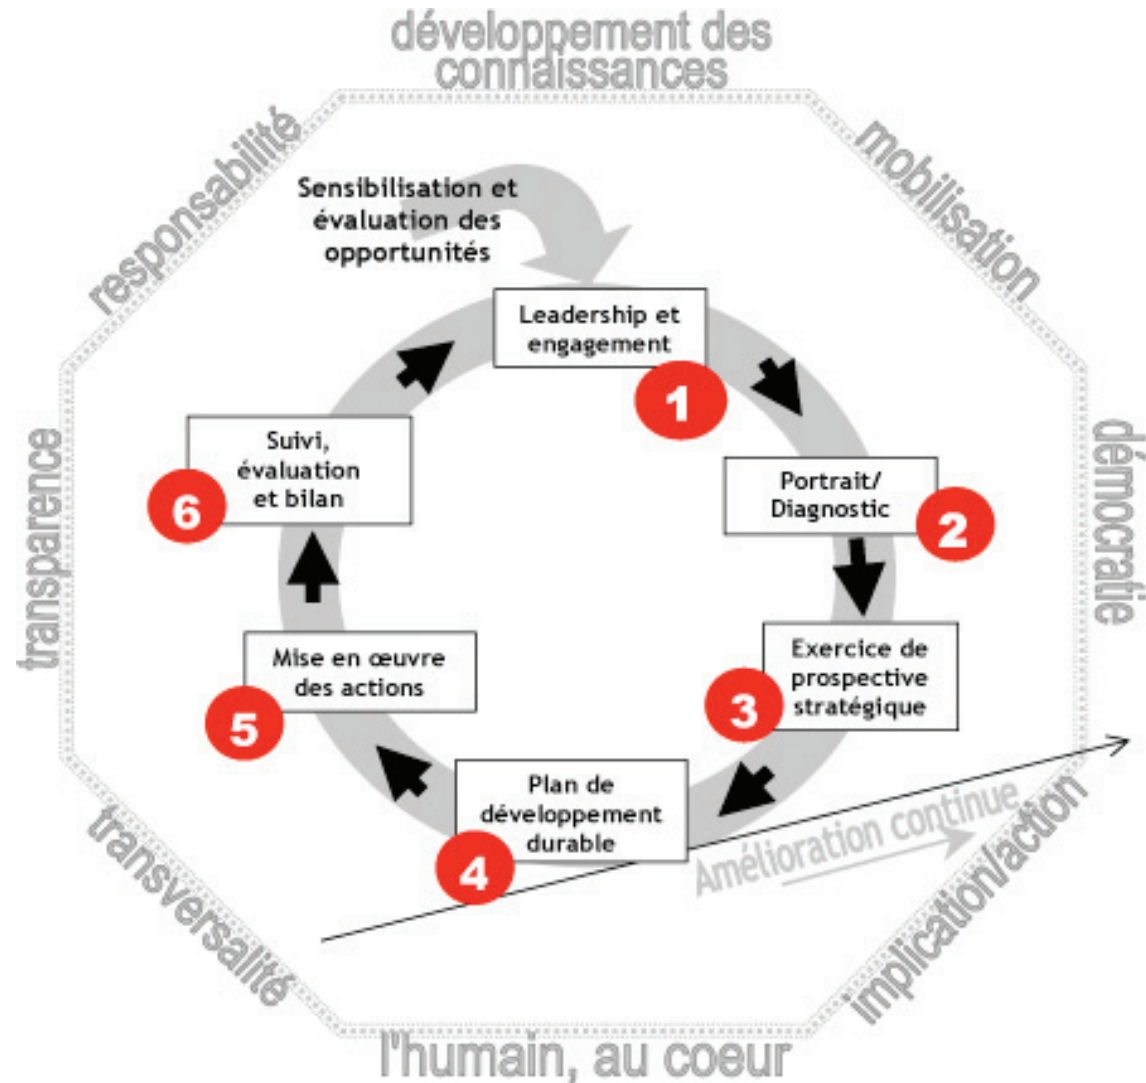 développement des
connaissances
responsabilité
mobilisation
Sensibilisation et
évaluation des
opportunités
Leadership et
engagement
1
Suivi,
évaluation
et bilan
6
Portrait/
Diagnostic
2
transparence
démocratie
Mise en œuvre
des actions
5
Exercice de
prospective
stratégique
3
Plan de
développement
durable
4
Amélioration continue
transversalité
implication/action
l'humain, au coeur